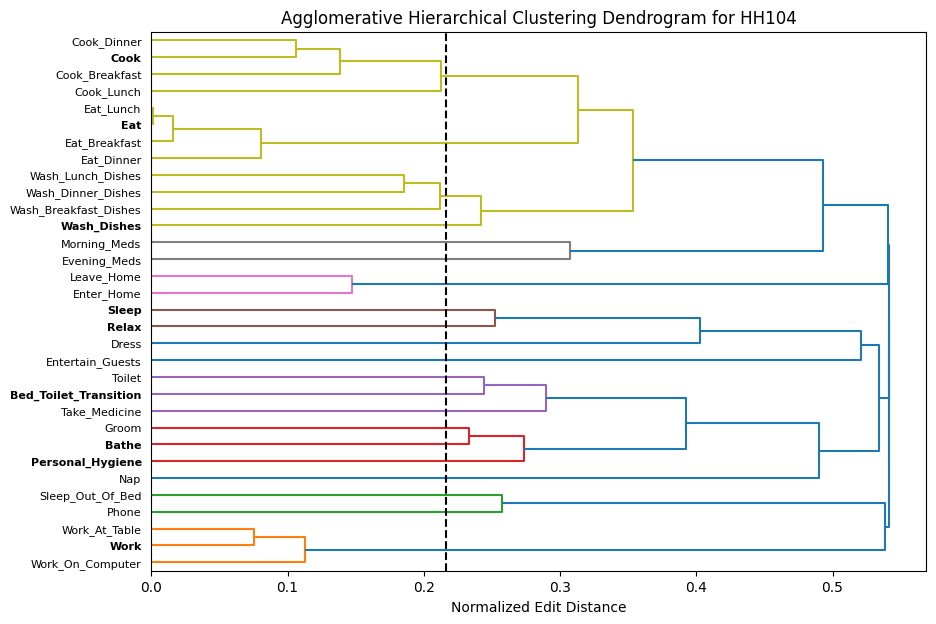 Agglomerative Hierarchical Clustering Dendrogram for HH104
Cook_Dinner
Cook
Cook_Breakfast
Cook_Lunch
Eat_Lunch
Eat
Eat_Breakfast
Eat_Dinner
Wash_Lunch_Dishes
Wash_Dinner_Dishes
Wash_Breakfast_Dishes
Wash_Dishes
Morning_Meds
Evening_Meds
Leave_Home
Enter_Home
Sleep
Relax
Dress
Entertain_Guests
Toilet
Bed_Toilet_Transition
Take_Medicine
Groom
Bathe
Personal_Hygiene
Nap
Sleep_Out_Of_Bed
Phone
Work_At_Table
Work
Work_On_Computer
0.0 0.1 0.2 0.3 0.4 0.5
Normalized Edit Distance